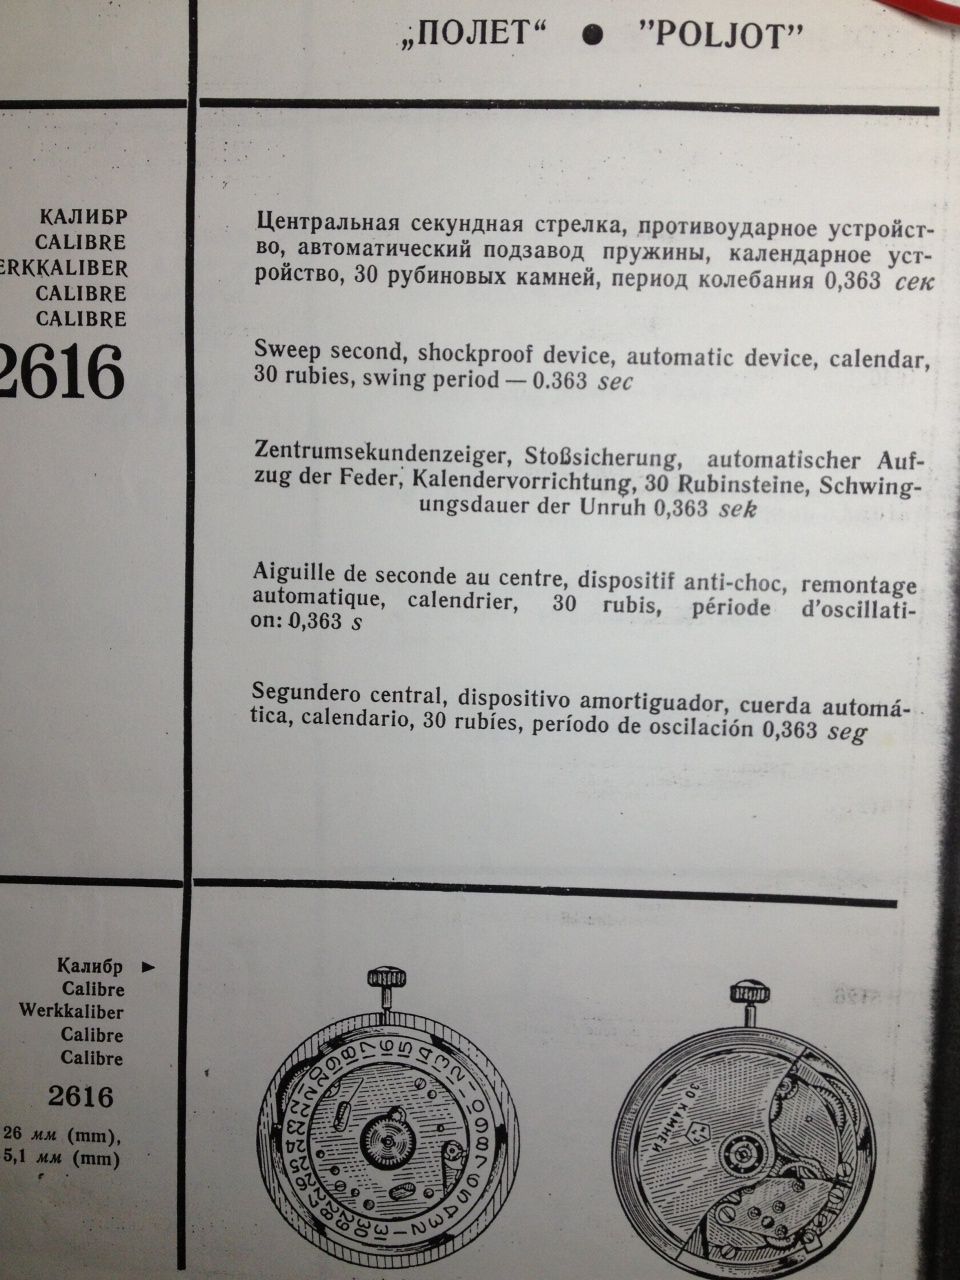 „ПОЛЕТ“ ● ”POLJOT”
КАЛИБР
CALIBRE
ERKKALIBER
CALIBRE
CALIBRE
2616
Центральная секундная стрелка, противоударное устройст-
во, автоматический подзавод пружины, календарное уст-
ройство, 30 рубиновых камней, период колебания 0,363 сек
Sweep second, shockproof device, automatic device, calendar,
30 rubies, swing period — 0.363 sec
Zentrumsekundenzeiger, Stoßsicherung, automatischer Auf-
zug der Feder, Kalendervorrichtung, 30 Rubinsteine, Schwing-
ungsdauer der Unruh 0,363 sek
Aiguille de seconde au centre, dispositif anti-choc, remontage
automatique, calendrier, 30 rubis, période d'oscillati-
on: 0,363 s
Segundero central, dispositivo amortiguador, cuerda automá-
tica, calendario, 30 rubíes, período de oscilación 0,363 seg
Калибр ►
Calibre
Werkkaliber
Calibre
Calibre
2616
26 мм (mm),
5,1 мм (mm)
30 КАМНЕЙ